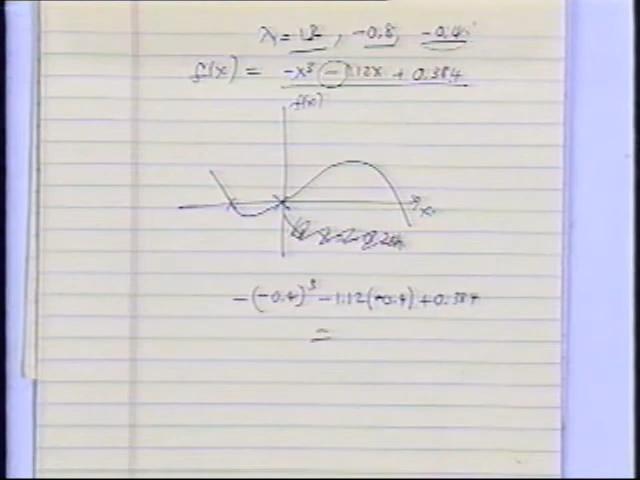 λ = 1.2, -0.8, -0.4
f(x) = -x³ - 1.12x + 0.384
f(x)
x
-(-0.4)³ - 1.12(-0.4) + 0.384
=